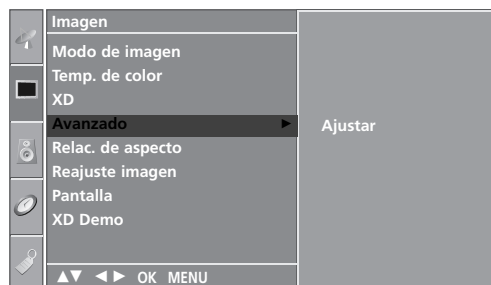 Imagen
Modo de imagen
Temp. de color
XD
Avanzado ► Ajustar
Relac. de aspecto
Reajuste imagen
Pantalla
XD Demo
▲▼ ◄► OK MENU